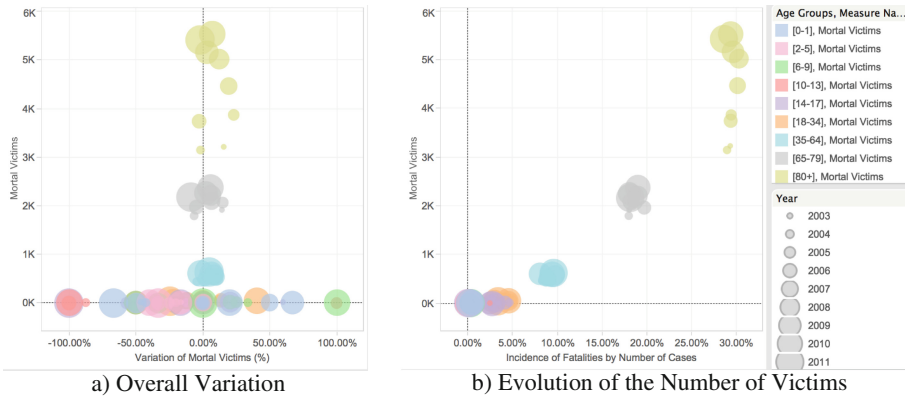 6K
5K
4K
3K
2K
1K
0K
Mortal Victims
-100.00%
-50.00%
0.00%
50.00%
100.00%
Variation of Mortal Victims (%)
a) Overall Variation
6K
5K
4K
3K
2K
1K
0K
Mortal Victims
0.00%
10.00%
15.00%
20.00%
25.00%
30.00%
Incidence of Fatalities by Number of Cases
b) Evolution of the Number of Victims
Age Groups, Measure Na...
[0-1], Mortal Victims
[2-5], Mortal Victims
[6-9], Mortal Victims
[10-13], Mortal Victims
[14-17], Mortal Victims
[18-34], Mortal Victims
[35-64], Mortal Victims
[65-79], Mortal Victims
[80+], Mortal Victims
Year
2003
2004
2005
2006
2007
2008
2009
2010
2011